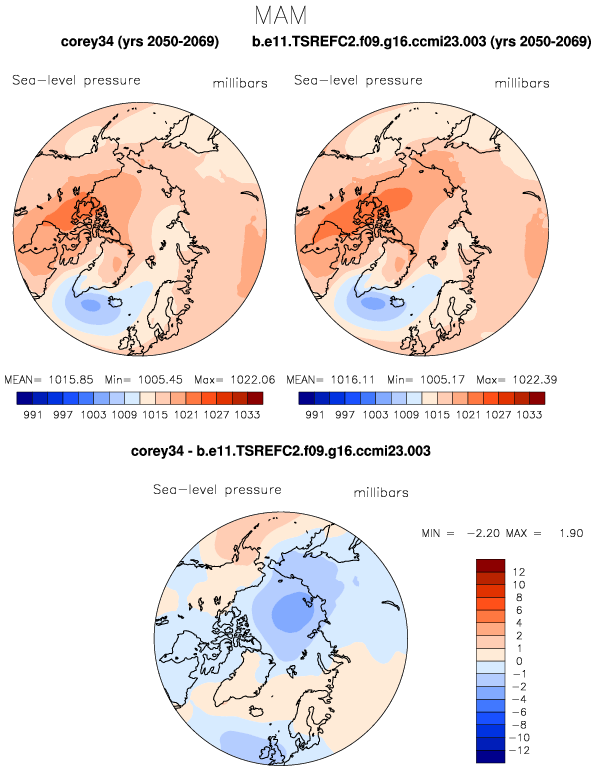 MAM
corey34 (yrs 2050-2069) b.e11.TSREFC2.f09.g16.ccmi23.003 (yrs 2050-2069)
Sea-level pressure millibars Sea-level pressure millibars
MEAN= 1015.85 Min= 1005.45 Max= 1022.06 MEAN= 1016.11 Min= 1005.17 Max= 1022.39
991 997 1003 1009 1015 1021 1027 1033 991 997 1003 1009 1015 1021 1027 1033
corey34 - b.e11.TSREFC2.f09.g16.ccmi23.003
Sea-level pressure millibars
MIN = -2.20 MAX = 1.90
12
10
8
6
4
2
1
0
-1
-2
-4
-6
-8
-10
-12